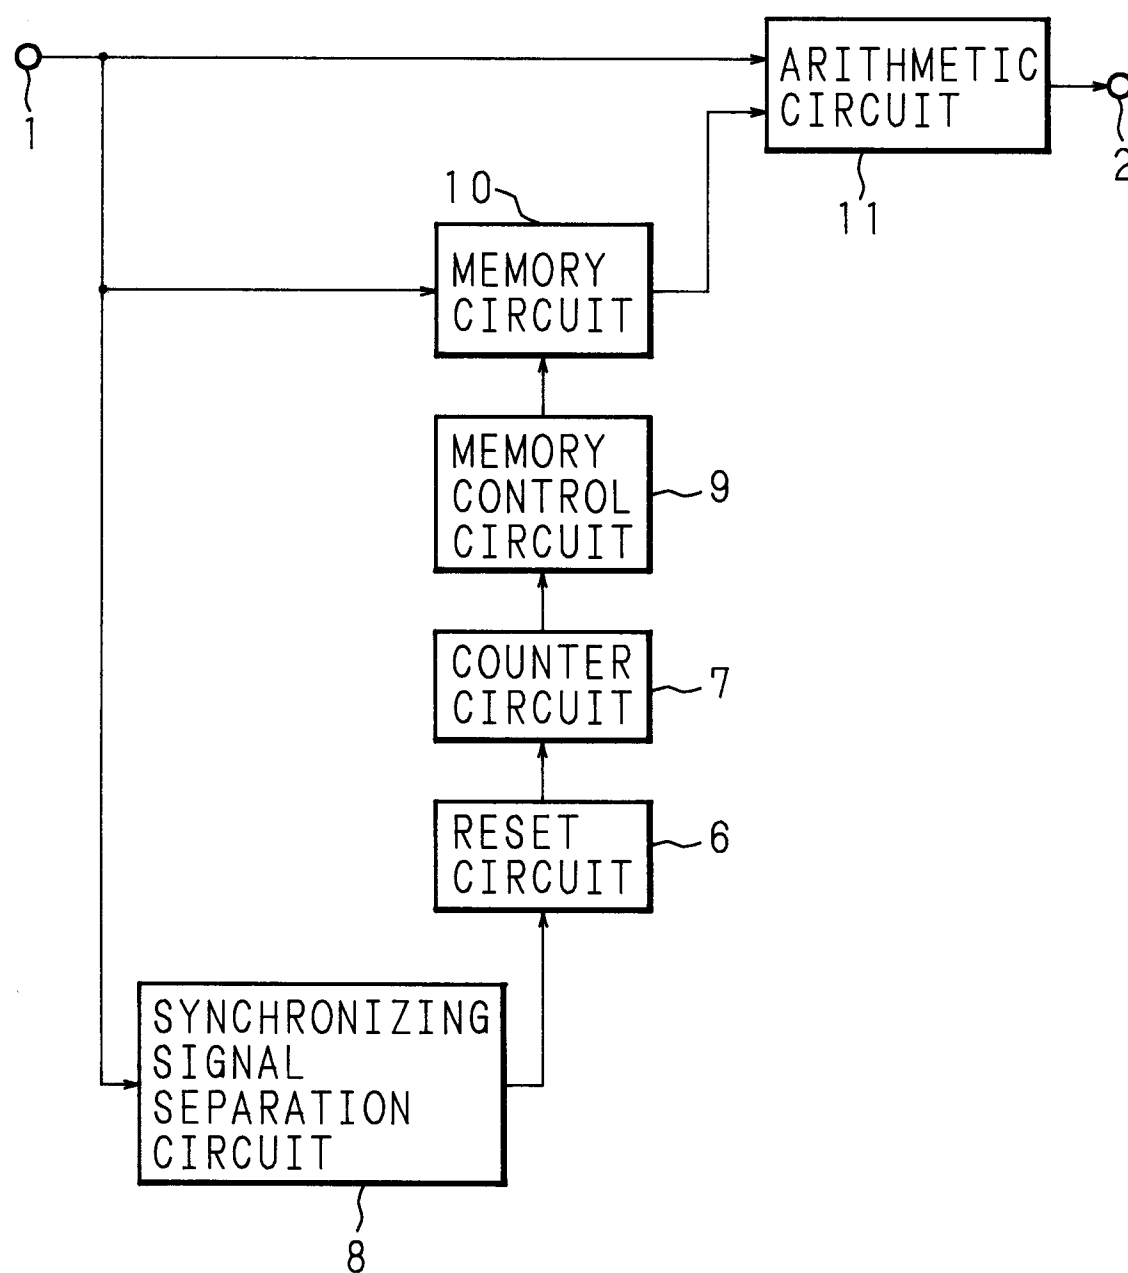 1
ARITHMETIC
CIRCUIT
2
11
10
MEMORY
CIRCUIT
MEMORY
CONTROL
CIRCUIT
9
COUNTER
CIRCUIT
7
RESET
CIRCUIT
6
SYNCHRONIZING
SIGNAL
SEPARATION
CIRCUIT
8